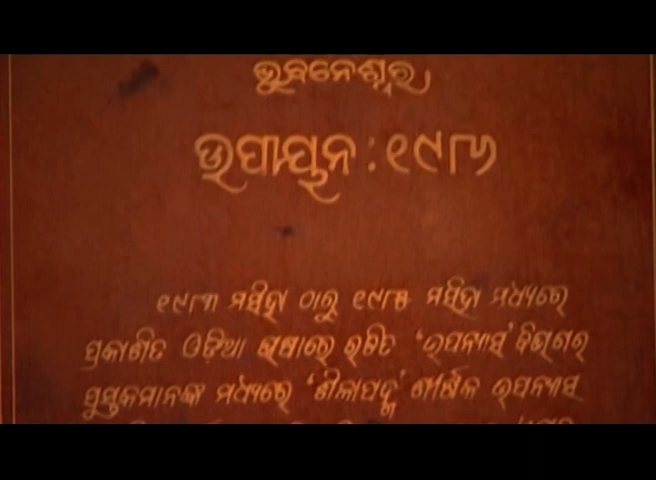 ଭୁବନେଶ୍ୱର
ଉପାୟନ : ୧୯୮୬
୧୯୮୩ ମସିହା ଠାରୁ ୧୯୮୫ ମସିହା ମଧ୍ୟରେ
ପ୍ରକାଶିତ ଓଡ଼ିଆ ଭାଷାରେ ରଚିତ 'ଉପନ୍ୟାସ' ବିଭାଗର
ପୁସ୍ତକମାନଙ୍କ ମଧ୍ୟରେ 'ଶିଳାପଦ୍ମ' ଶୀର୍ଷକ ଉପନ୍ୟାସ